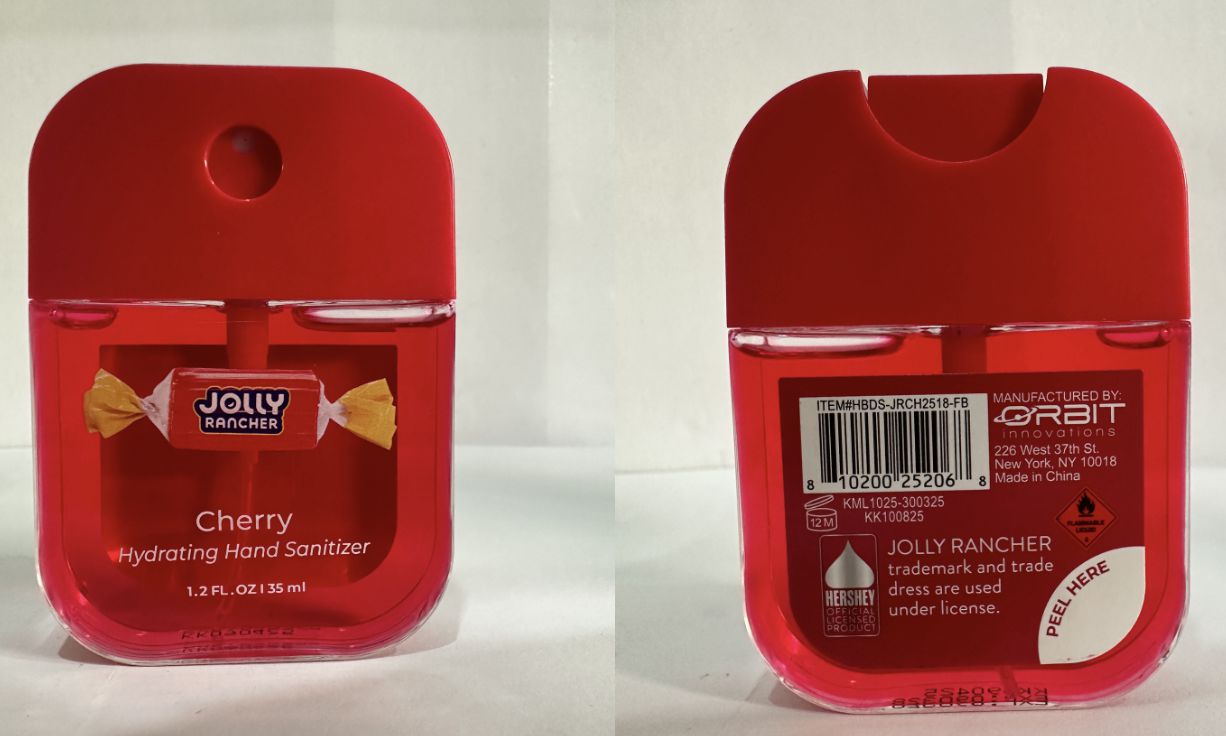 JOLLY
RANCHER
Cherry
Hydrating Hand Sanitizer
1.2 FL.OZ | 35 ml
ITEM#HBDS-JRCH2518-FB
8 10200 25206 8
MANUFACTURED BY:
ORBIT
innovations
226 West 37th St.
New York, NY 10018
Made in China
12M
KML1025-300325
KK100825
FLAMMABLE
LIQUID
HERSHEY
OFFICIAL
LICENSED
PRODUCT
JOLLY RANCHER
trademark and trade
dress are used
under license.
PEEL HERE